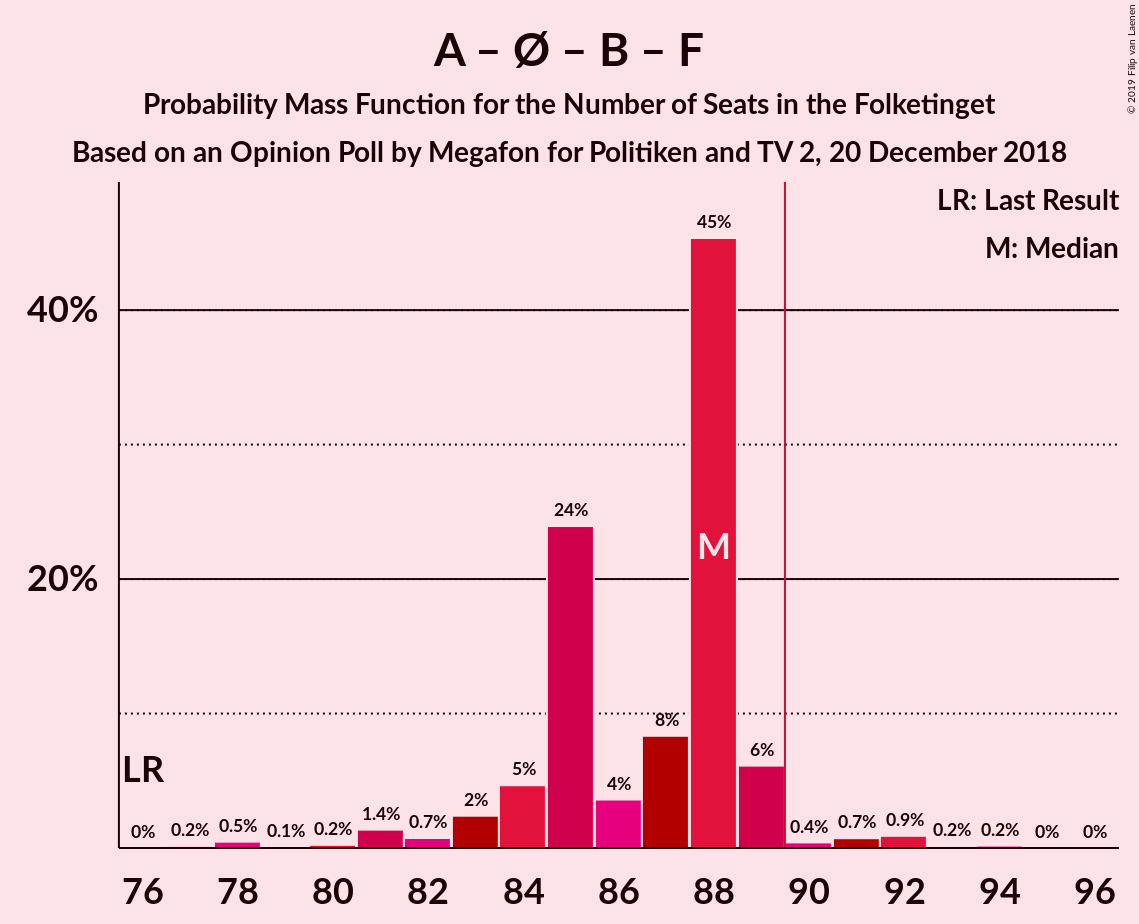 A – Ø – B – F
Probability Mass Function for the Number of Seats in the Folketinget
Based on an Opinion Poll by Megafon for Politiken and TV 2, 20 December 2018
© 2019 Filip van Laenen
LR: Last Result
M: Median
40%
20%
LR
M
0%
0.2%
0.5%
0.1%
0.2%
1.4%
0.7%
2%
5%
24%
4%
8%
45%
6%
0.4%
0.7%
0.9%
0.2%
0.2%
0%
0%
76 78 80 82 84 86 88 90 92 94 96